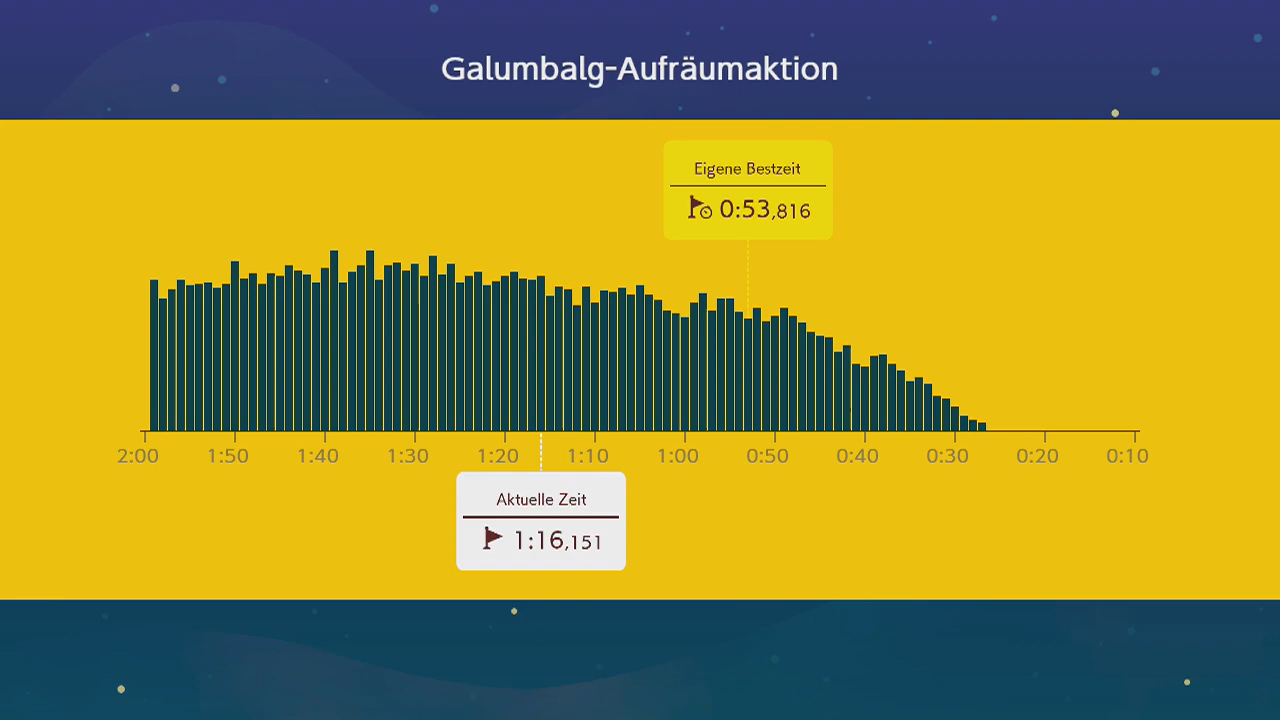 Galumbalg-Aufräumaktion
Eigene Bestzeit
0:53,816
2:00 1:50 1:40 1:30 1:20 1:10 1:00 0:50 0:40 0:30 0:20 0:10
Aktuelle Zeit
1:16,151